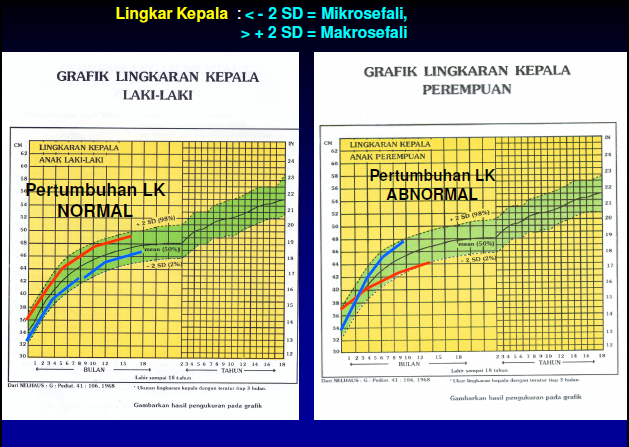 Lingkar Kepala : < - 2 SD = Mikrosefali,
> + 2 SD = Makrosefali
GRAFIK LINGKARAN KEPALA
LAKI-LAKI
CM
IN
LINGKARAN KEPALA
ANAK LAKI-LAKI
Pertumbuhan LK
NORMAL
+ 2 SD (98%)
mean (50%)
- 2 SD (2%)
62
60
58
56
54
52
50
48
46
44
42
40
38
36
34
32
30
24
23
22
21
20
19
18
17
16
15
14
13
12
1 2 3 4 5 6 7 8 9 10 12 15 18 2 3 4 5 6 8 10 12 14 16 18
BULAN
TAHUN
Lahir sampai 18 tahun
Dari NELHAUS : G : Pediat. 41 : 106, 1968
* Ukuran lingkaran kepala dengan teratur tiap 3 bulan
Gambarkan hasil pengukuran pada grafik
GRAFIK LINGKARAN KEPALA
PEREMPUAN
CM
IN
LINGKARAN KEPALA
ANAK PEREMPUAN
Pertumbuhan LK
ABNORMAL
+ 2 SD (98%)
mean (50%)
- 2 SD (2%)
62
60
58
56
54
52
50
48
46
44
42
40
38
36
34
32
30
24
23
22
21
20
19
18
17
16
15
14
13
12
1 2 3 4 5 6 7 8 9 10 12 15 18 2 3 4 5 6 8 10 12 14 16 18
BULAN
TAHUN
Lahir sampai 18 tahun
Dari NELHAUS : G : Pediat. 41 : 106, 1968
* Ukur lingkaran kepala dengan teratur tiap 3 bulan
Gambarkan hasil pengukuran pada grafik